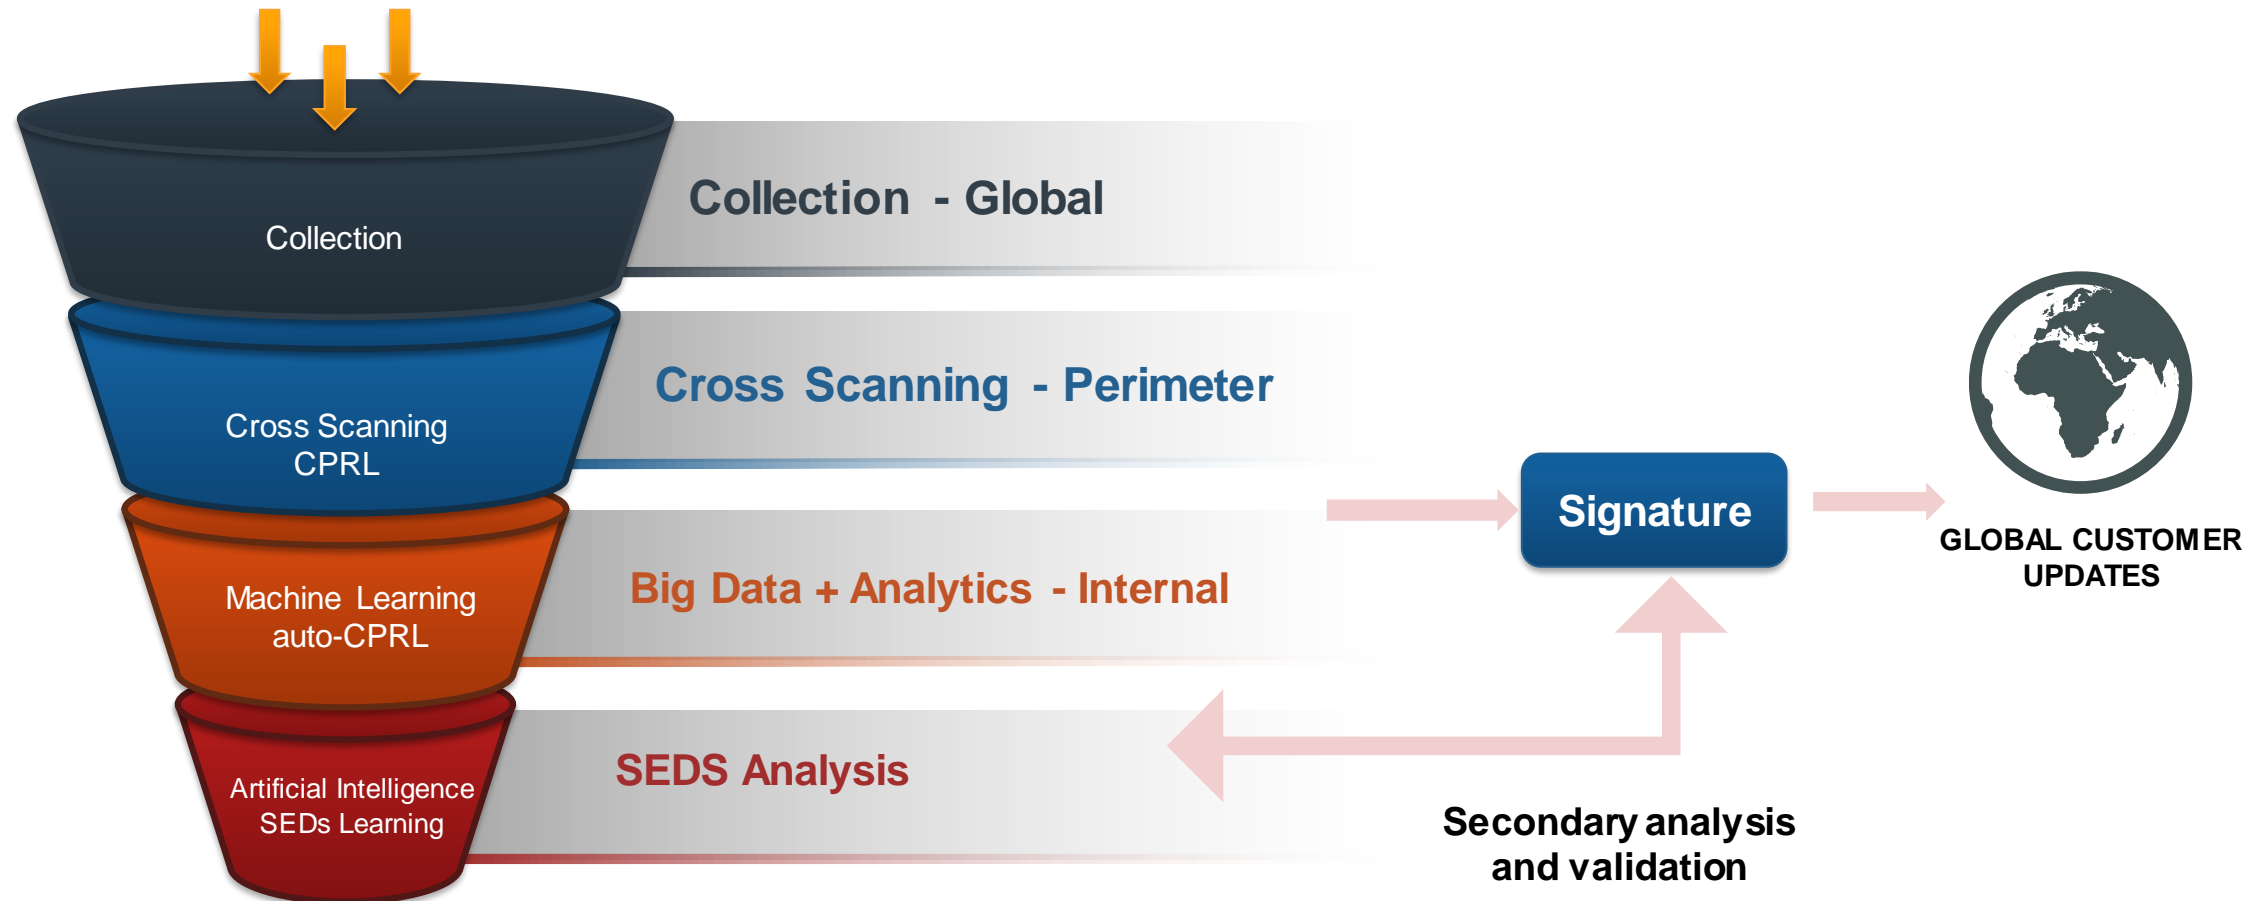 Collection
Collection - Global
Cross Scanning
CPRL
Cross Scanning - Perimeter
Machine Learning
auto-CPRL
Big Data + Analytics - Internal
Artificial Intelligence
SEDs Learning
SEDS Analysis
Signature
GLOBAL CUSTOMER
UPDATES
Secondary analysis
and validation